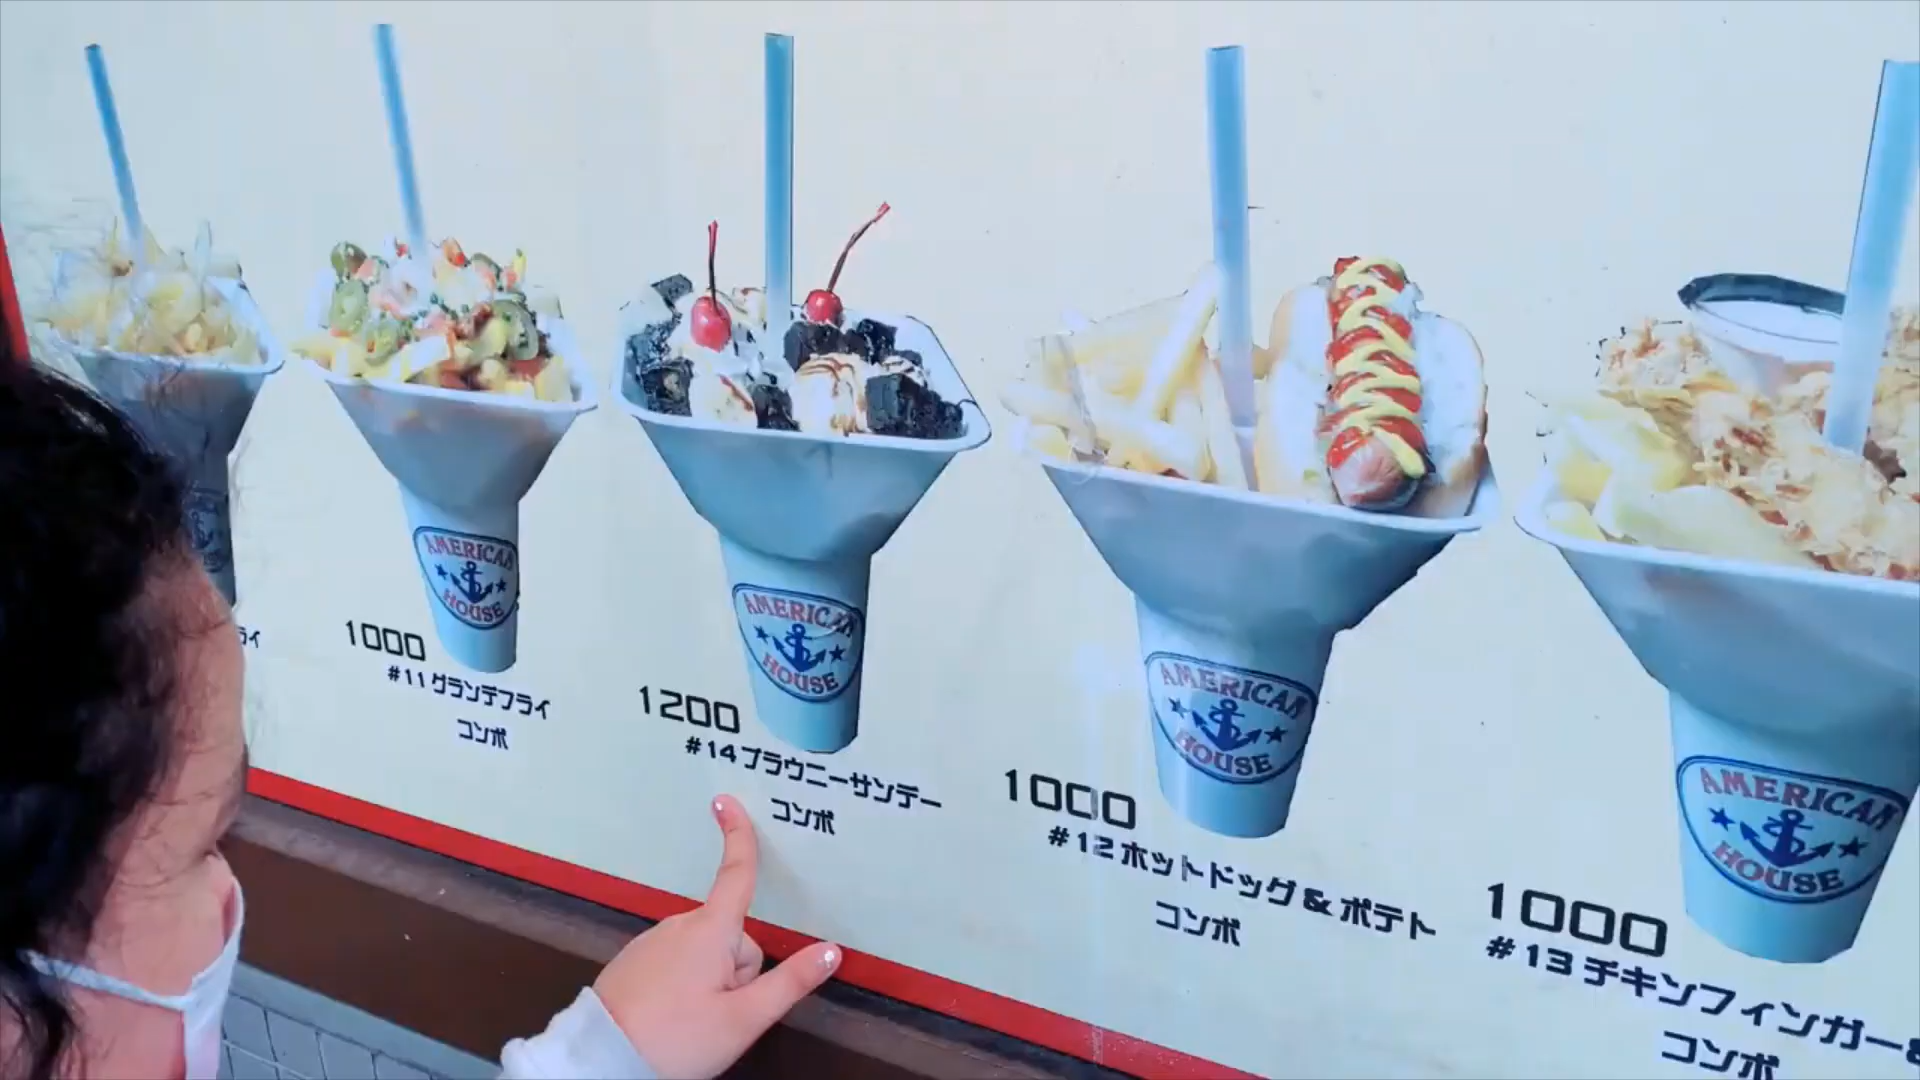 ライ
AMERICAN
HOUSE
1000
#11 グランデフライ
コンボ
AMERICAN
HOUSE
1200
#14 ブラウニーサンデー
コンボ
AMERICAN
HOUSE
1000
#12 ホットドッグ & ポテト
コンボ
AMERICAN
HOUSE
1000
#13 チキンフィンガー&
コンボ